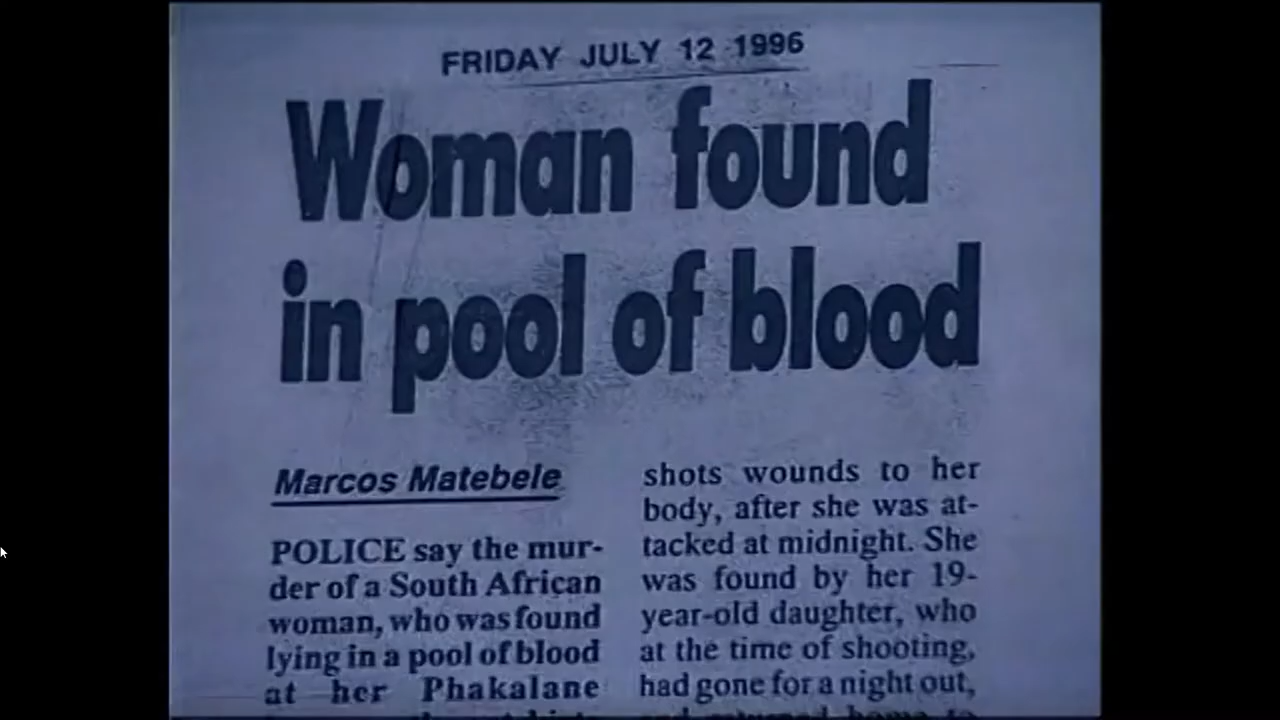 FRIDAY JULY 12 1996
Woman found
in pool of blood
Marcos Matebele
POLICE say the mur-
der of a South African
woman, who was found
lying in a pool of blood
at her Phakalane
shots wounds to her
body, after she was at-
tacked at midnight. She
was found by her 19-
year-old daughter, who
at the time of shooting,
had gone for a night out,